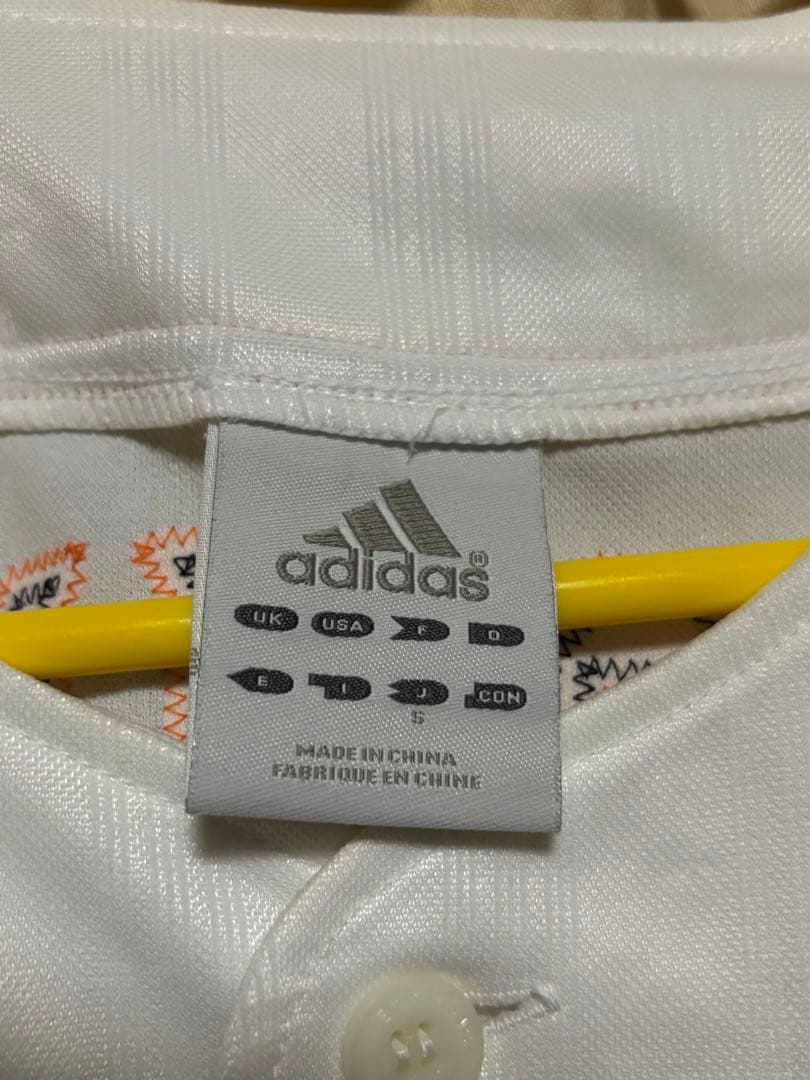 adidas®
UK USA F D
E I J CON
S
MADE IN CHINA
FABRIQUE EN CHINE